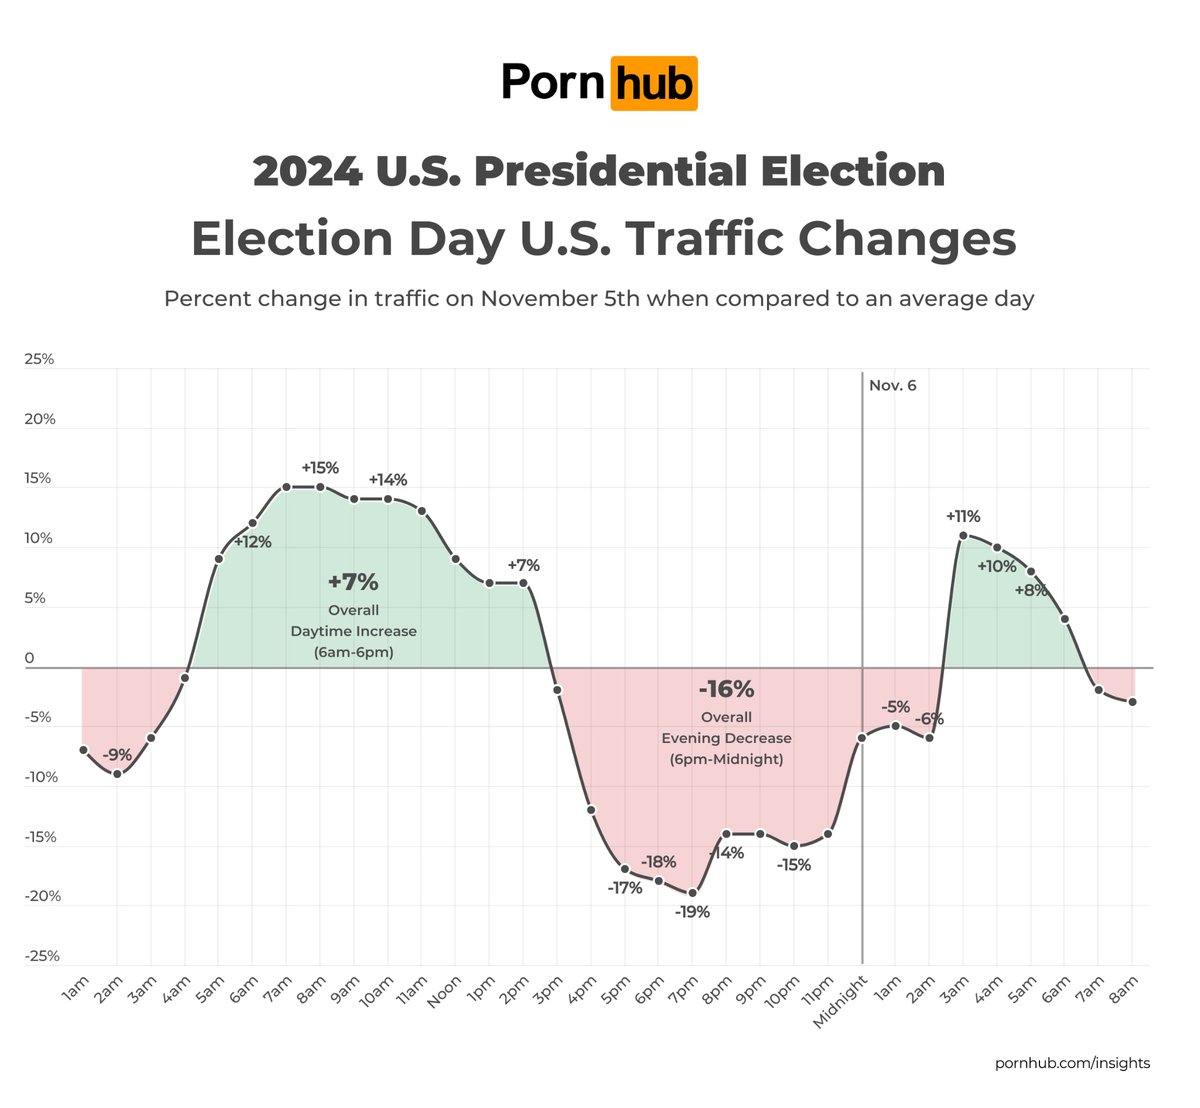 Pornhub
2024 U.S. Presidential Election
Election Day U.S. Traffic Changes
Percent change in traffic on November 5th when compared to an average day
25%
20%
15%
10%
5%
0
-5%
-10%
-15%
-20%
-25%
Nov. 6
-9%
+12%
+15%
+14%
+7%
+7%
Overall
Daytime Increase
(6am-6pm)
-16%
Overall
Evening Decrease
(6pm-Midnight)
-17%
-18%
-19%
-14%
-15%
-5%
-6%
+11%
+10%
+8%
1am
2am
3am
4am
5am
6am
7am
8am
9am
10am
11am
Noon
1pm
2pm
3pm
4pm
5pm
6pm
7pm
8pm
9pm
10pm
11pm
Midnight
1am
2am
3am
4am
5am
6am
7am
8am
pornhub.com/insights